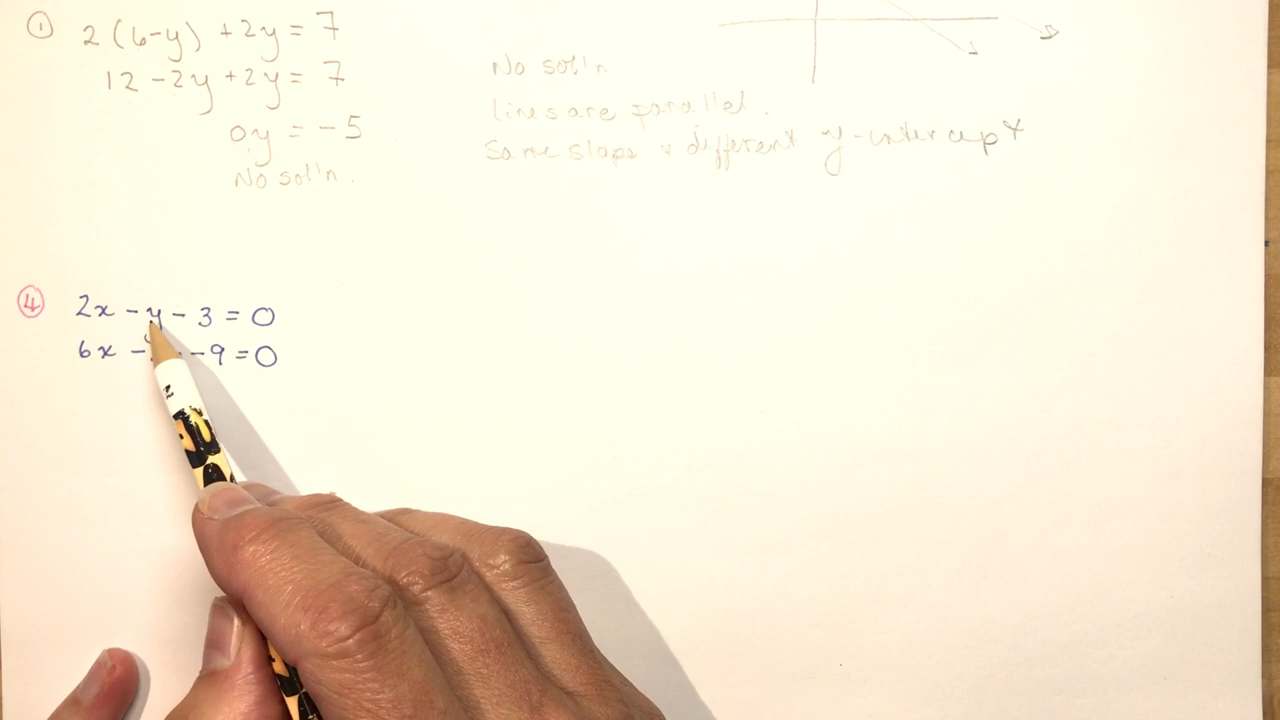 ① 2(6-y) +2y = 7
12 -2y +2y = 7
0y = -5
No sol'n.
No sol'n
lines are parallel.
Same slope & different y-intercept
④ 2x - y - 3 = 0
6x - - 9 = 0